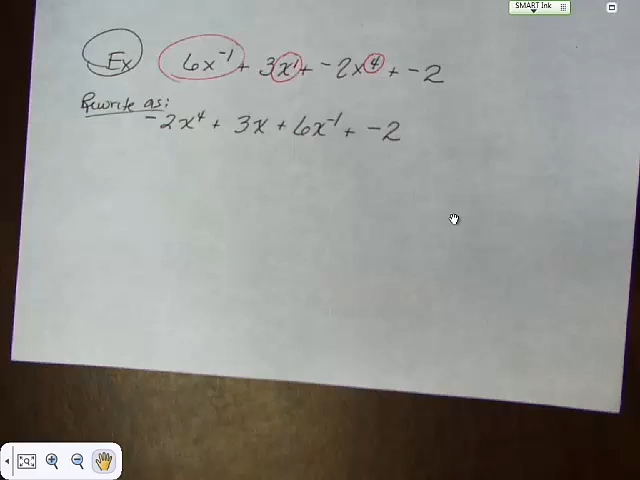 SMART Ink
Ex 6x⁻¹ + 3x¹ + -2x⁴ + -2
Rewrite as:
-2x⁴ + 3x + 6x⁻¹ + -2